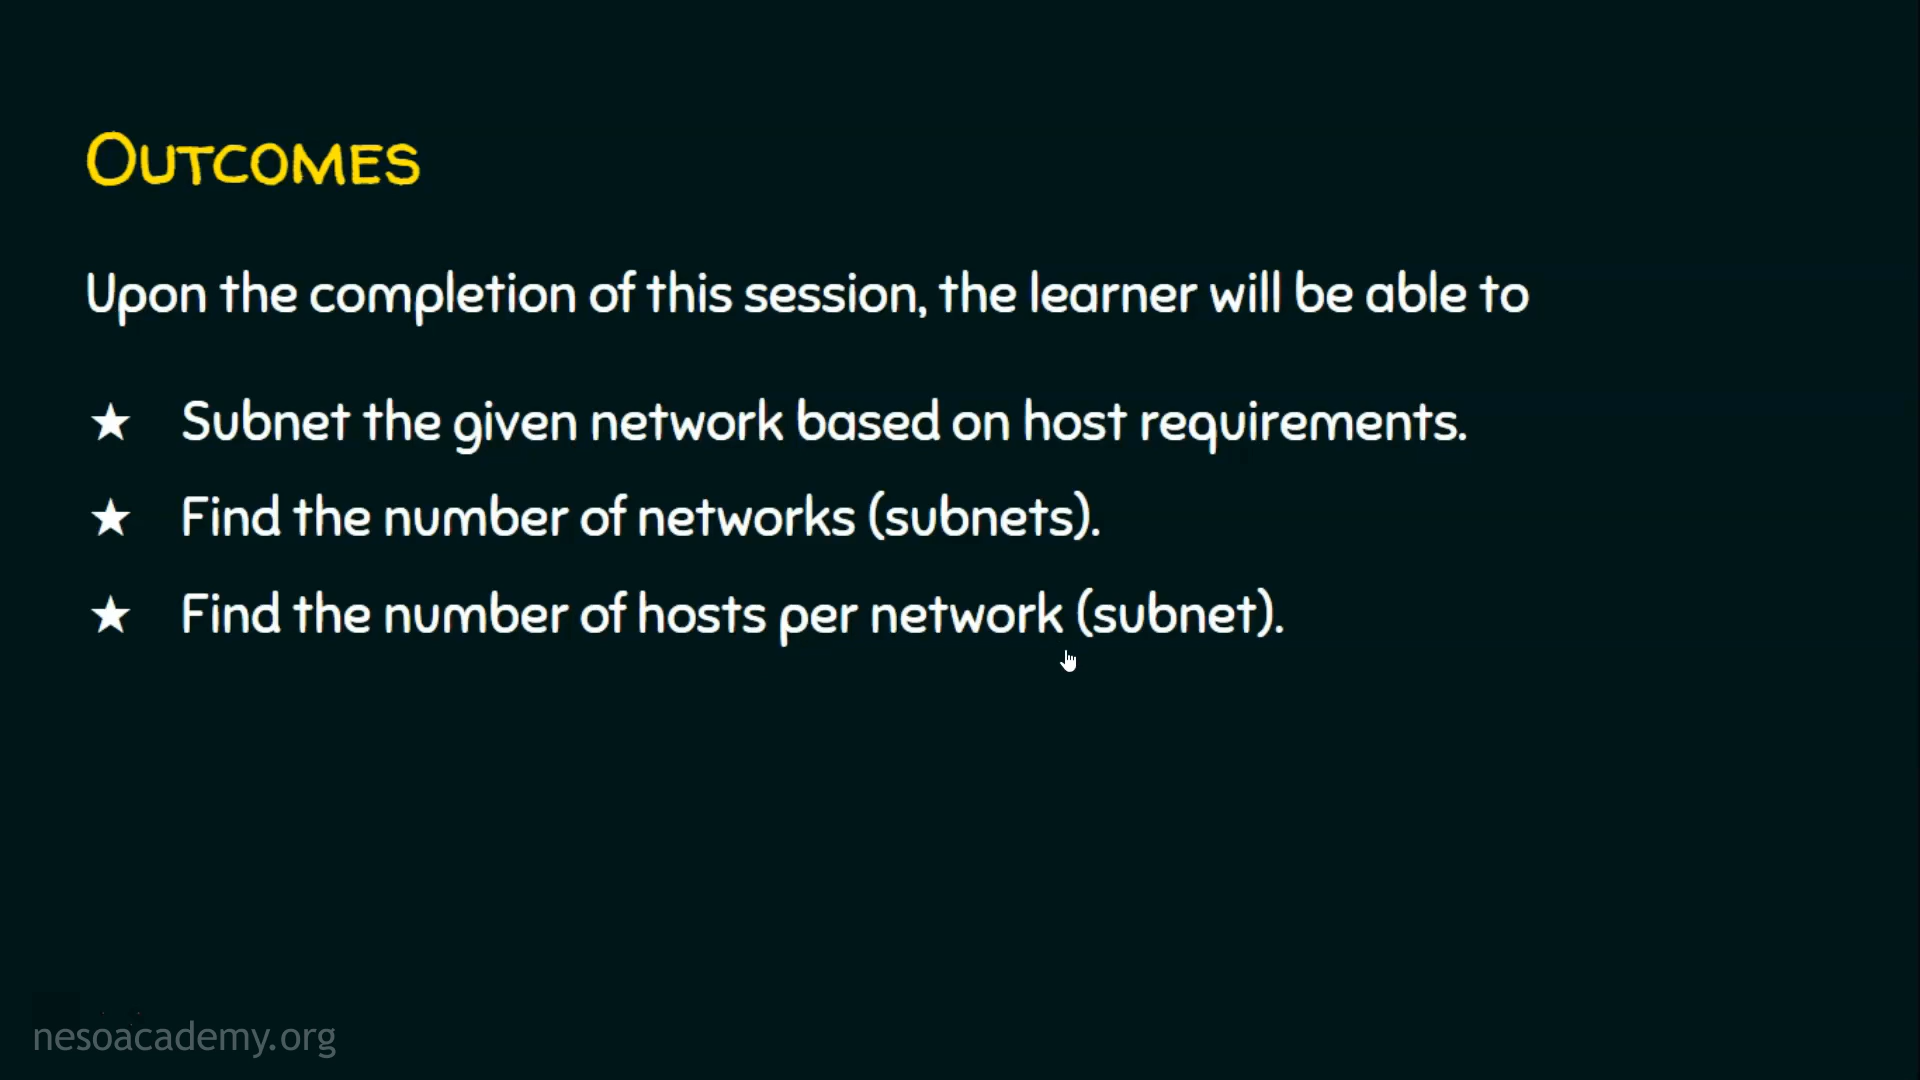 Outcomes
Upon the completion of this session, the learner will be able to
★ Subnet the given network based on host requirements.
★ Find the number of networks (subnets).
★ Find the number of hosts per network (subnet).
nesoacademy.org